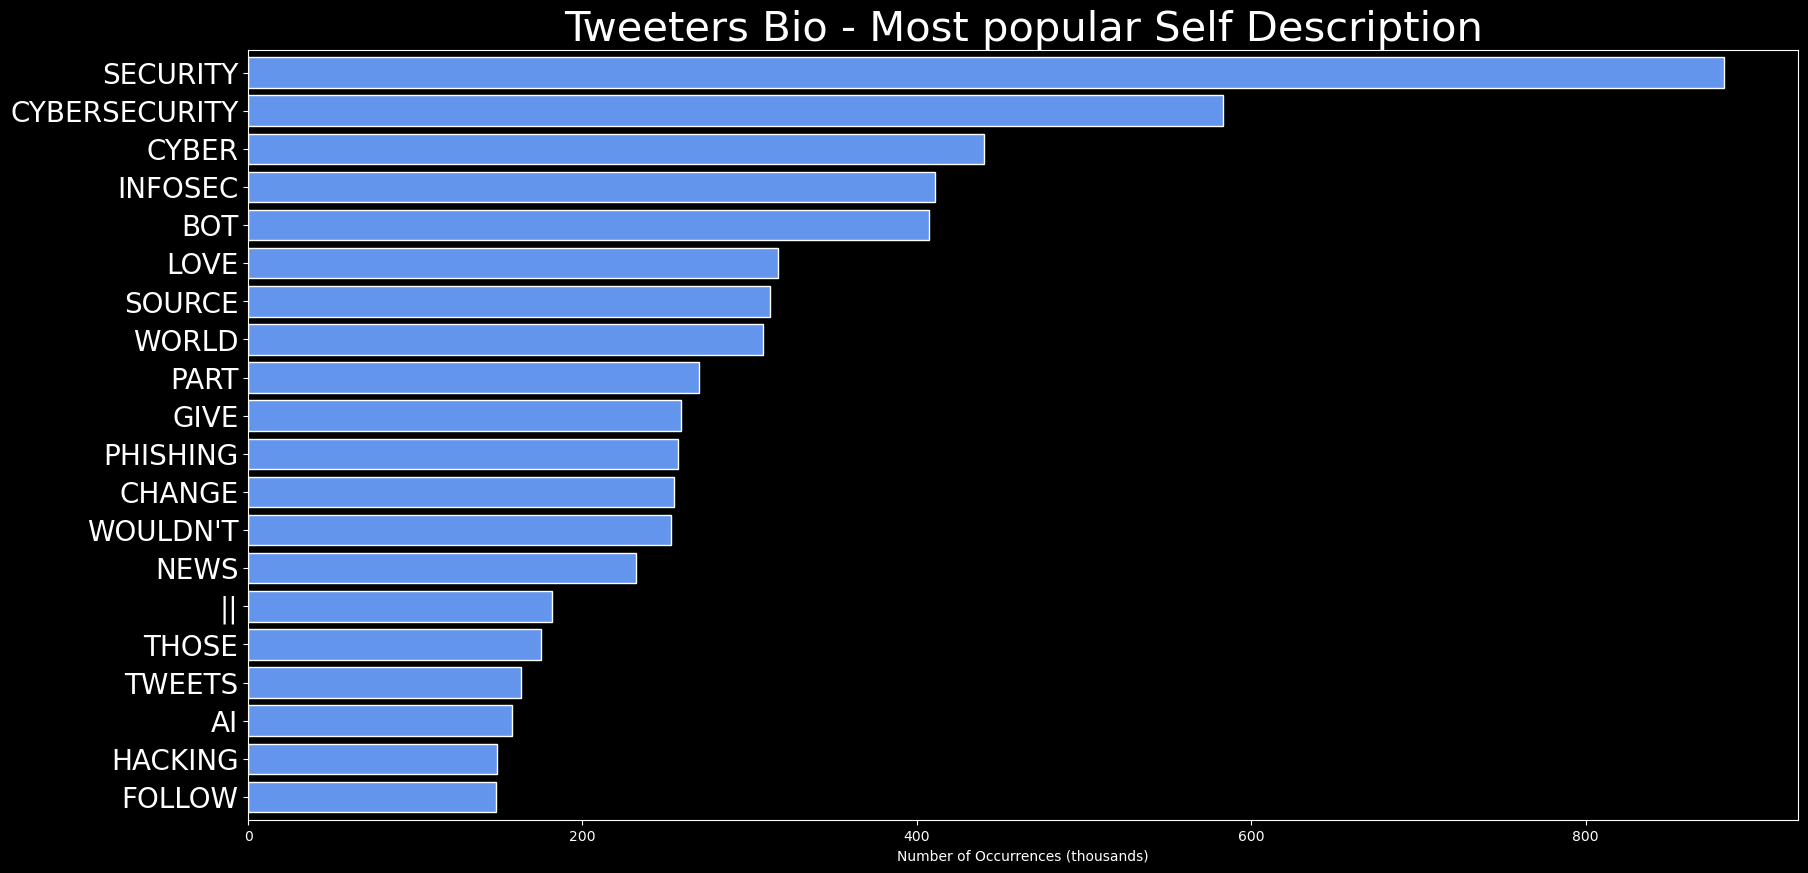 Tweeters Bio - Most popular Self Description
SECURITY
CYBERSECURITY
CYBER
INFOSEC
BOT
LOVE
SOURCE
WORLD
PART
GIVE
PHISHING
CHANGE
WOULDN'T
NEWS
||
THOSE
TWEETS
AI
HACKING
FOLLOW
0 200 400 600 800
Number of Occurrences (thousands)